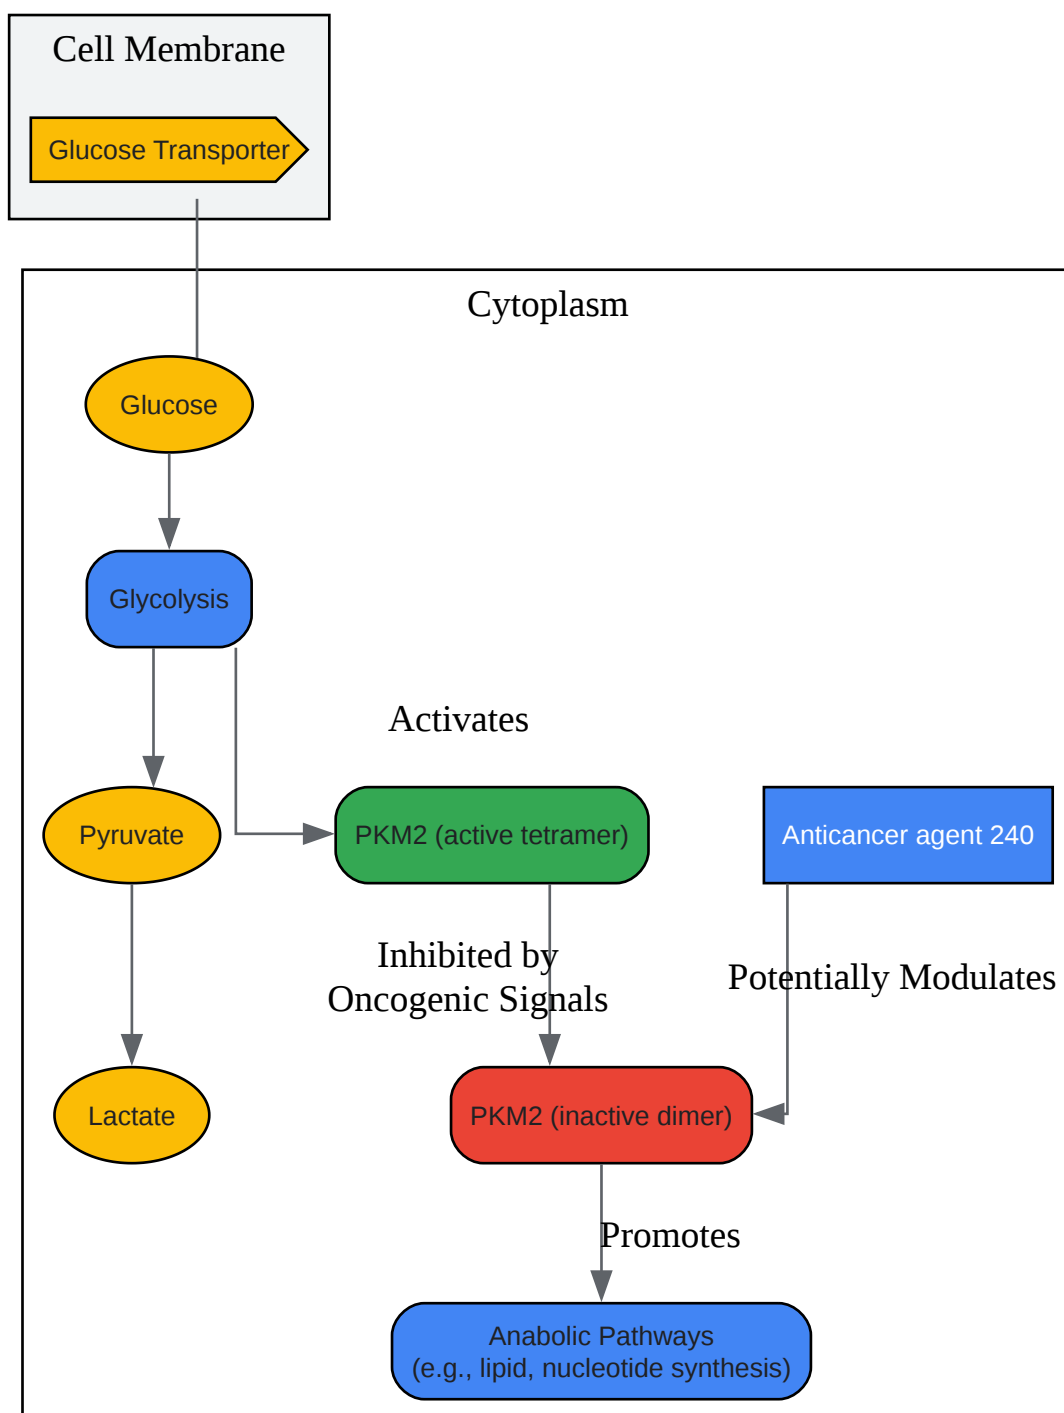 Cell Membrane
Glucose Transporter
Cytoplasm
Glucose
Glycolysis
Activates
Pyruvate
PKM2 (active tetramer)
Anticancer agent 240
Inhibited by
Oncogenic Signals
Potentially Modulates
Lactate
PKM2 (inactive dimer)
Promotes
Anabolic Pathways
(e.g., lipid, nucleotide synthesis)